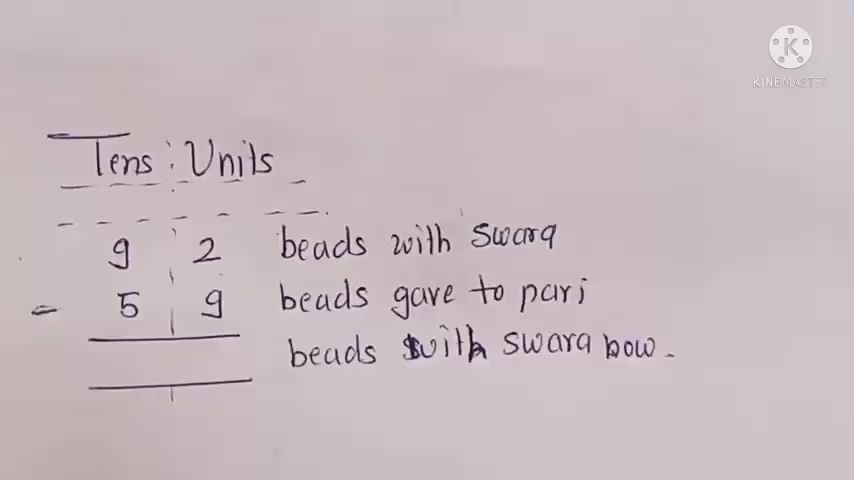 KINEMASTER
Tens : Units
9 2 beads with swara
- 5 9 beads gave to pari
beads with swara now.